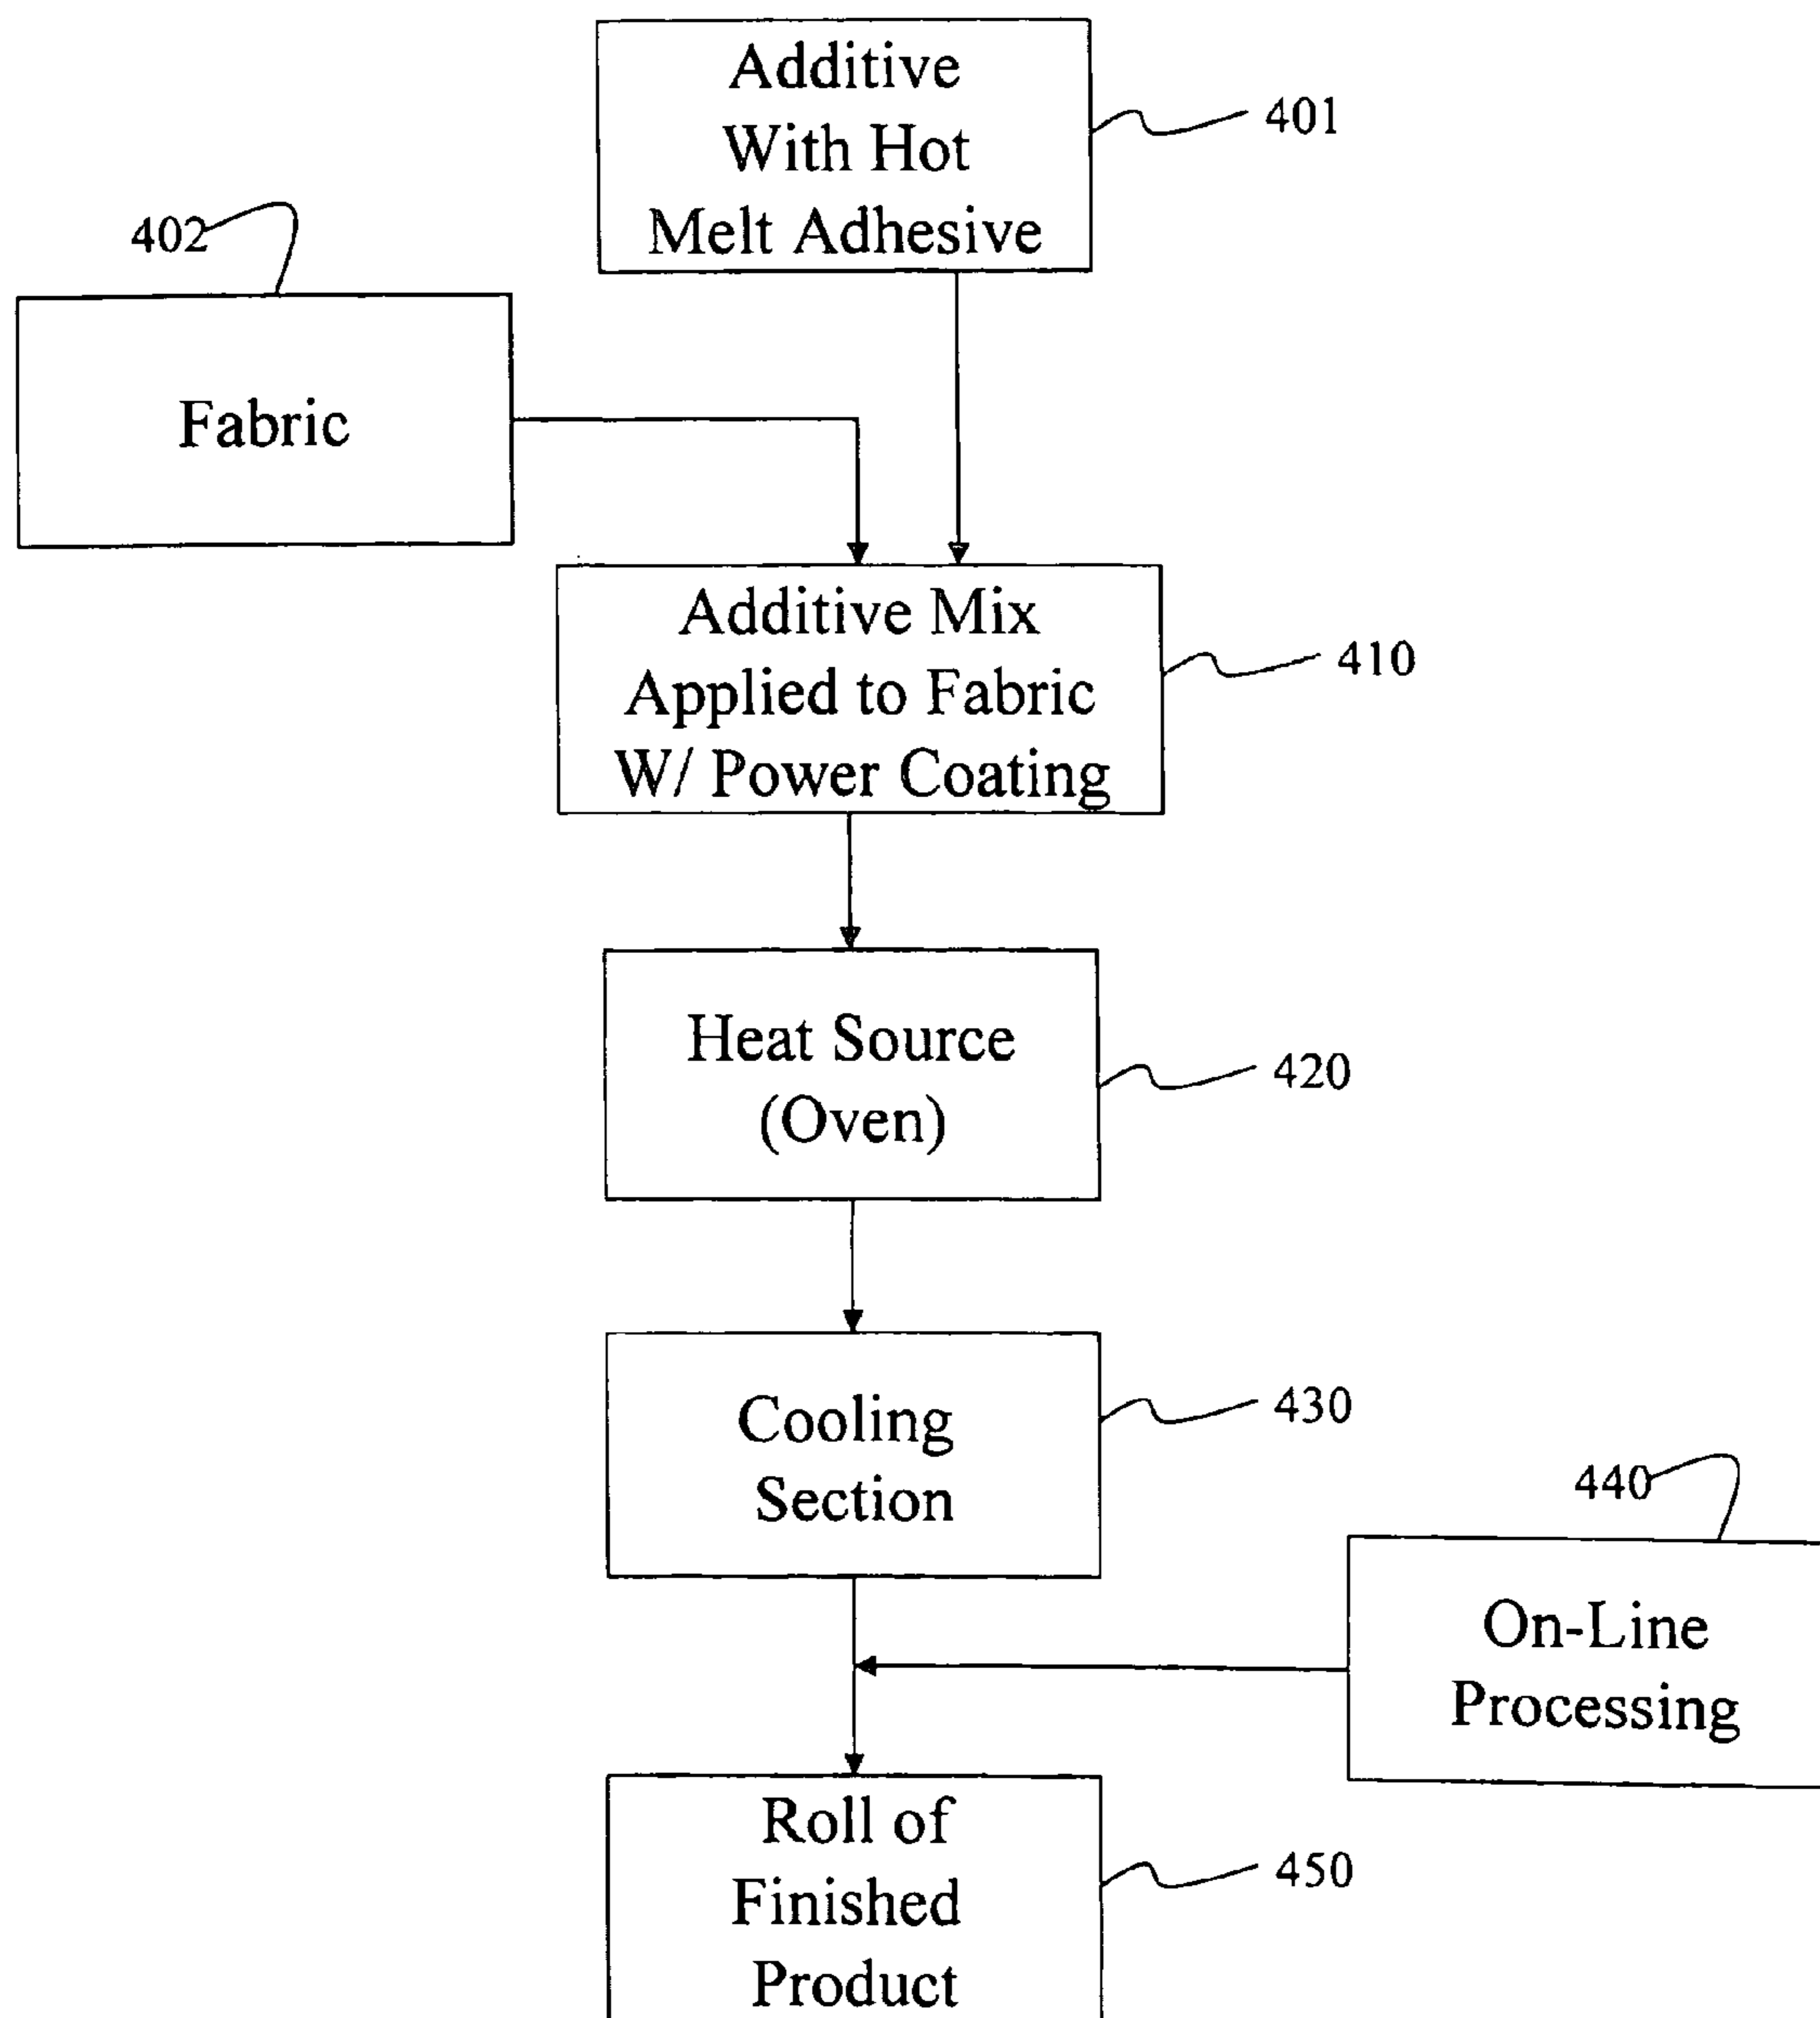 Additive
With Hot
Melt Adhesive
401
402
Fabric
Additive Mix
Applied to Fabric
W/ Power Coating
410
Heat Source
(Oven)
420
Cooling
Section
430
440
On-Line
Processing
Roll of
Finished
Product
450